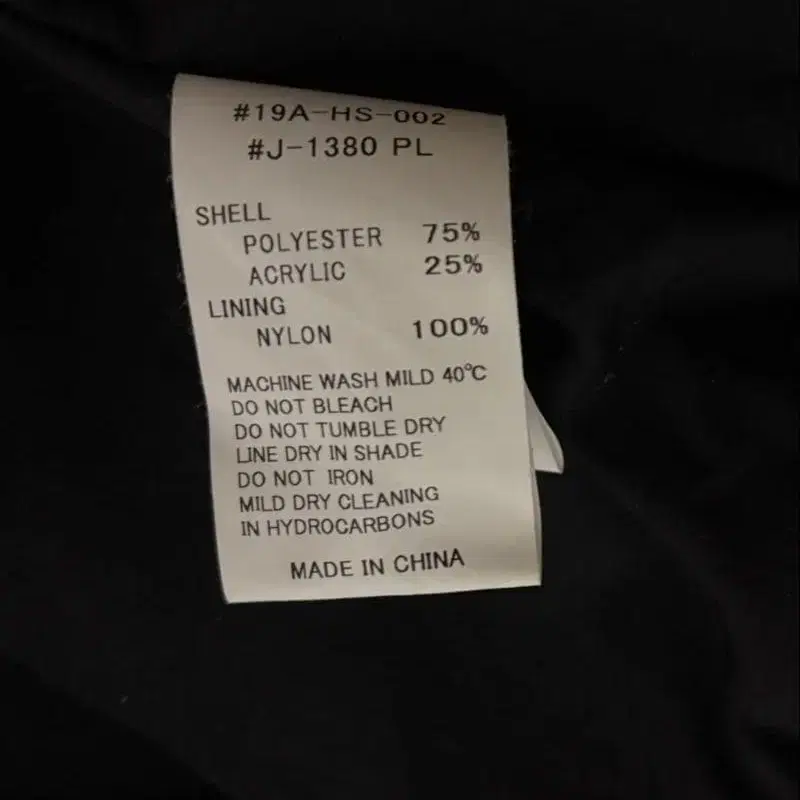 #19A-HS-002
#J-1380 PL
SHELL
POLYESTER 75%
ACRYLIC 25%
LINING
NYLON 100%
MACHINE WASH MILD 40℃
DO NOT BLEACH
DO NOT TUMBLE DRY
LINE DRY IN SHADE
DO NOT IRON
MILD DRY CLEANING
IN HYDROCARBONS
MADE IN CHINA